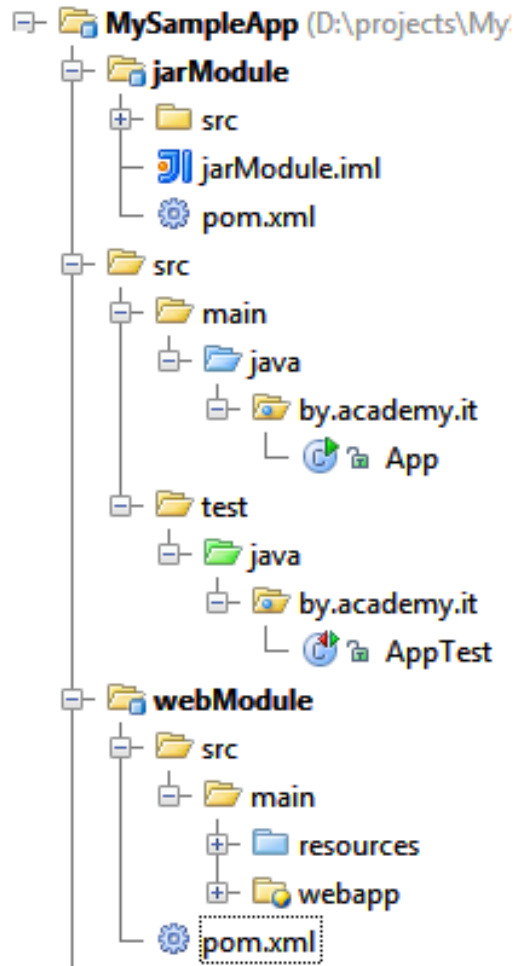 MySampleApp (D:\projects\My
jarModule
src
jarModule.iml
pom.xml
src
main
java
by.academy.it
App
test
java
by.academy.it
AppTest
webModule
src
main
resources
webapp
pom.xml